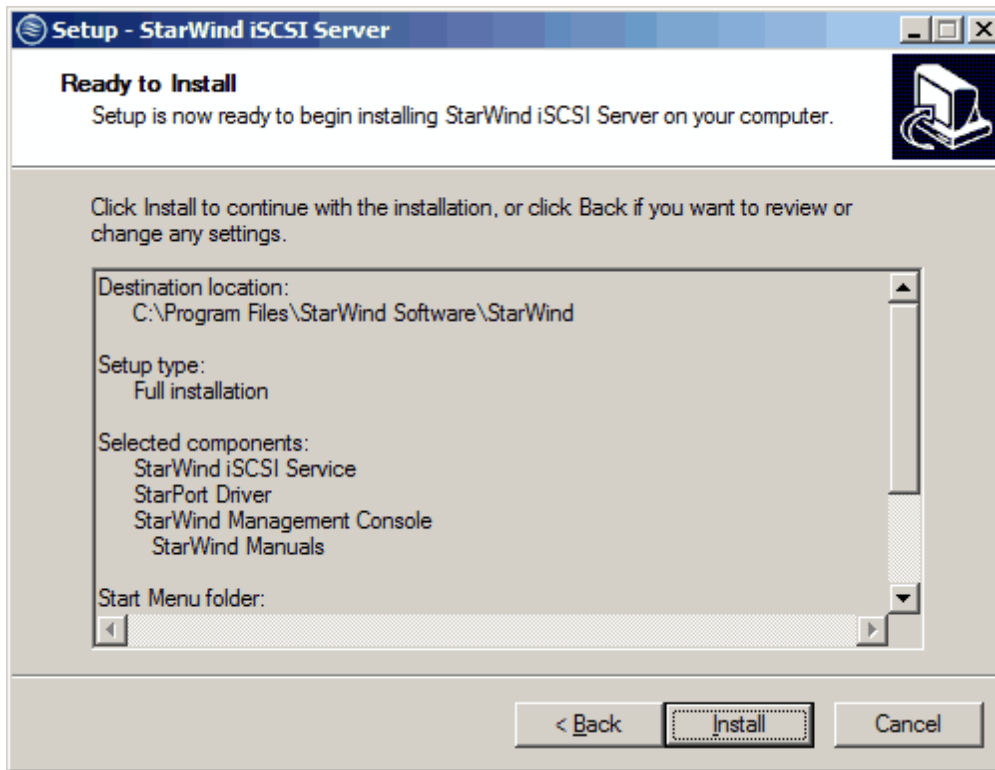 Setup - StarWind iSCSI Server
Ready to Install
Setup is now ready to begin installing StarWind iSCSI Server on your computer.
Click Install to continue with the installation, or click Back if you want to review or
change any settings.
Destination location:
C:\Program Files\StarWind Software\StarWind
Setup type:
Full installation
Selected components:
StarWind iSCSI Service
StarPort Driver
StarWind Management Console
StarWind Manuals
Start Menu folder:
< Back Install Cancel